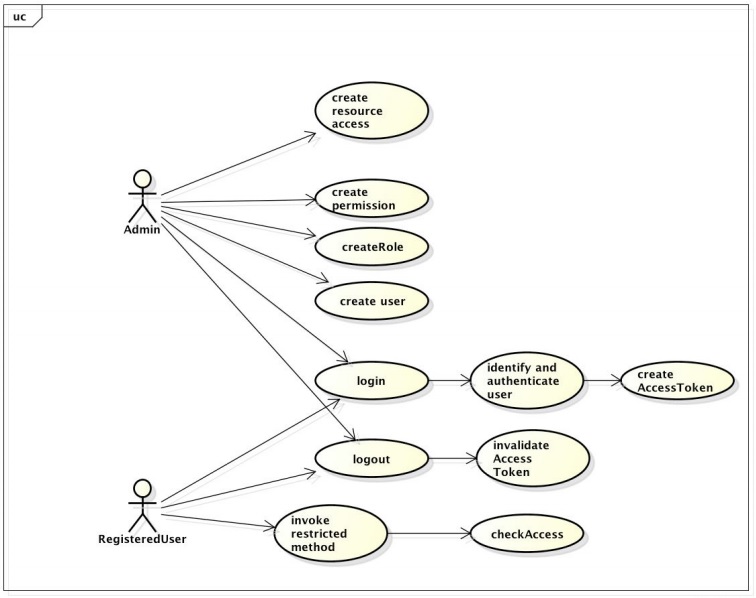 uc
create
resource
access
create
permission
Admin
createRole
create user
login
identify and
authenticate
user
create
AccessToken
logout
invalidate
Access
Token
RegisteredUser
invoke
restricted
method
checkAccess